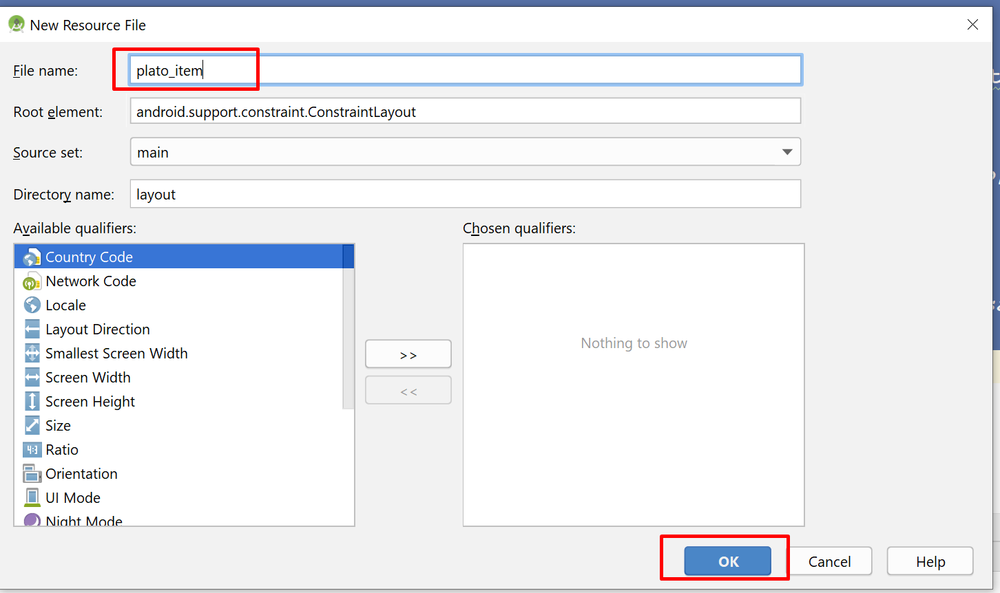 New Resource File
File name: plato_item
Root element: android.support.constraint.ConstraintLayout
Source set: main
Directory name: layout
Available qualifiers:
Chosen qualifiers:
Country Code
Network Code
Locale
Layout Direction
Smallest Screen Width
Screen Width
Screen Height
Size
4:3 Ratio
Orientation
UI Mode
Night Mode
>>
<<
Nothing to show
OK
Cancel
Help